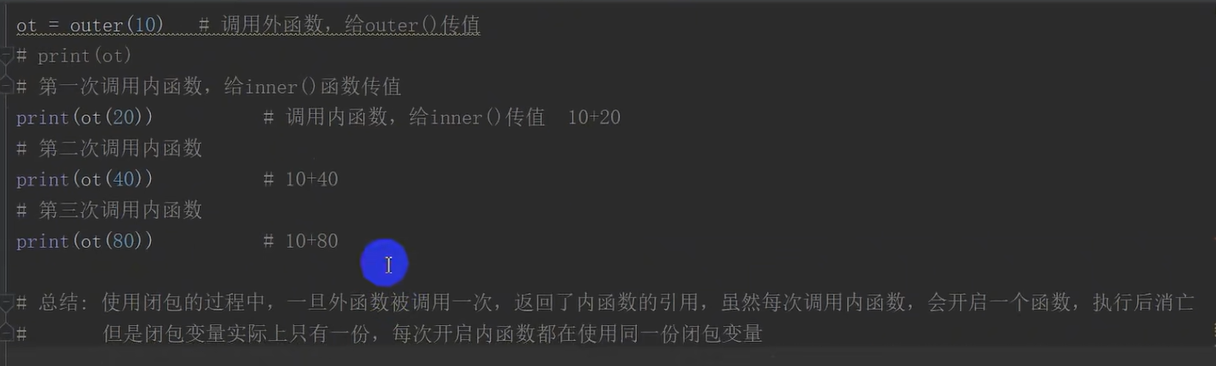 ot = outer(10)   # 调用外函数，给outer()传值
# print(ot)
# 第一次调用内函数，给inner()函数传值
print(ot(20))          # 调用内函数，给inner()传值  10+20
# 第二次调用内函数
print(ot(40))          # 10+40
# 第三次调用内函数
print(ot(80))          # 10+80
# 总结: 使用闭包的过程中，一旦外函数被调用一次，返回了内函数的引用，虽然每次调用内函数，会开启一个函数，执行后消亡
#       但是闭包变量实际上只有一份，每次开启内函数都在使用同一份闭包变量